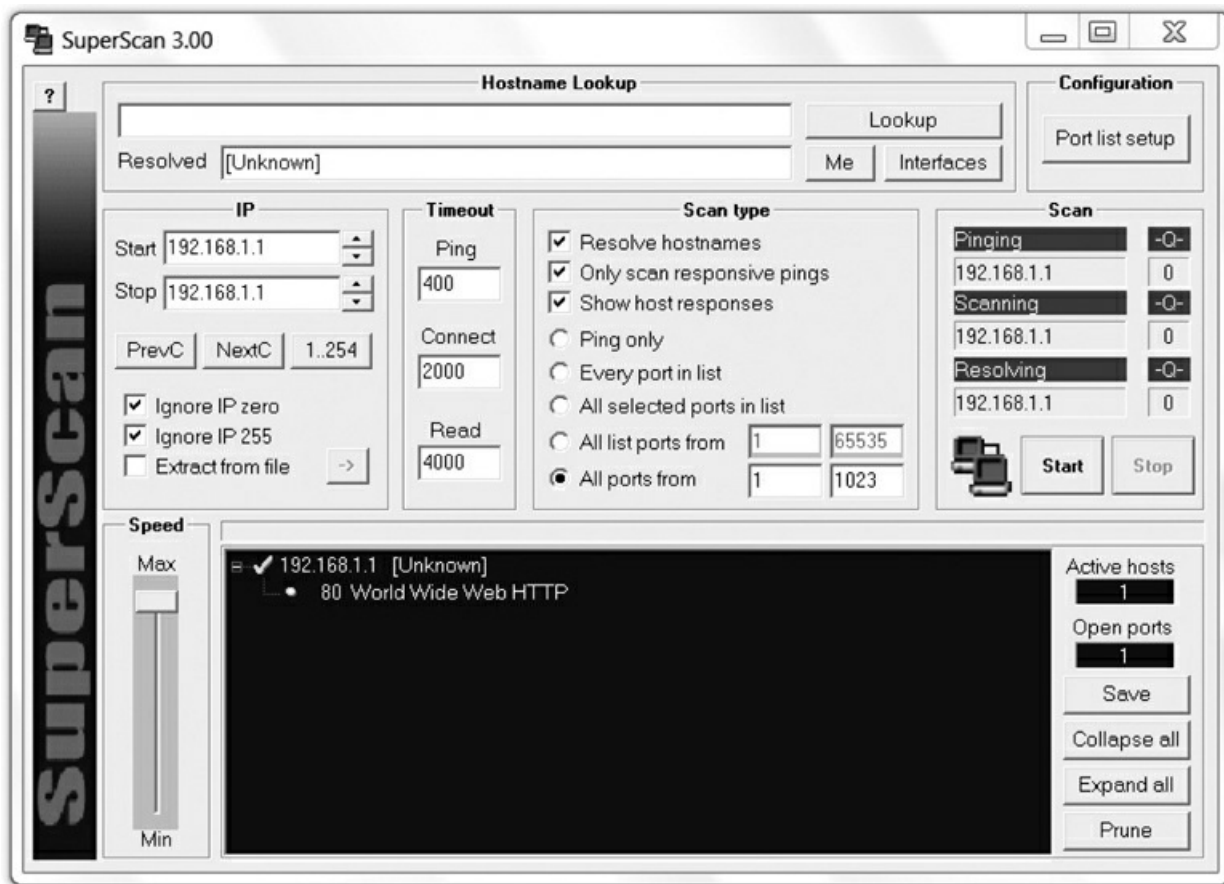 SuperScan 3.00
?
Hostname Lookup
Lookup
Resolved [Unknown]
Me Interfaces
Configuration
Port list setup
IP
Start 192.168.1.1
Stop 192.168.1.1
PrevC NextC 1..254
Ignore IP zero
Ignore IP 255
Extract from file ->
Timeout
Ping
400
Connect
2000
Read
4000
Scan type
Resolve hostnames
Only scan responsive pings
Show host responses
Ping only
Every port in list
All selected ports in list
All list ports from 1 65535
All ports from 1 1023
Scan
Pinging -Q-
192.168.1.1 0
Scanning -Q-
192.168.1.1 0
Resolving -Q-
192.168.1.1 0
Start Stop
SuperScan
Speed
Max
Min
192.168.1.1 [Unknown]
80 World Wide Web HTTP
Active hosts
1
Open ports
1
Save
Collapse all
Expand all
Prune